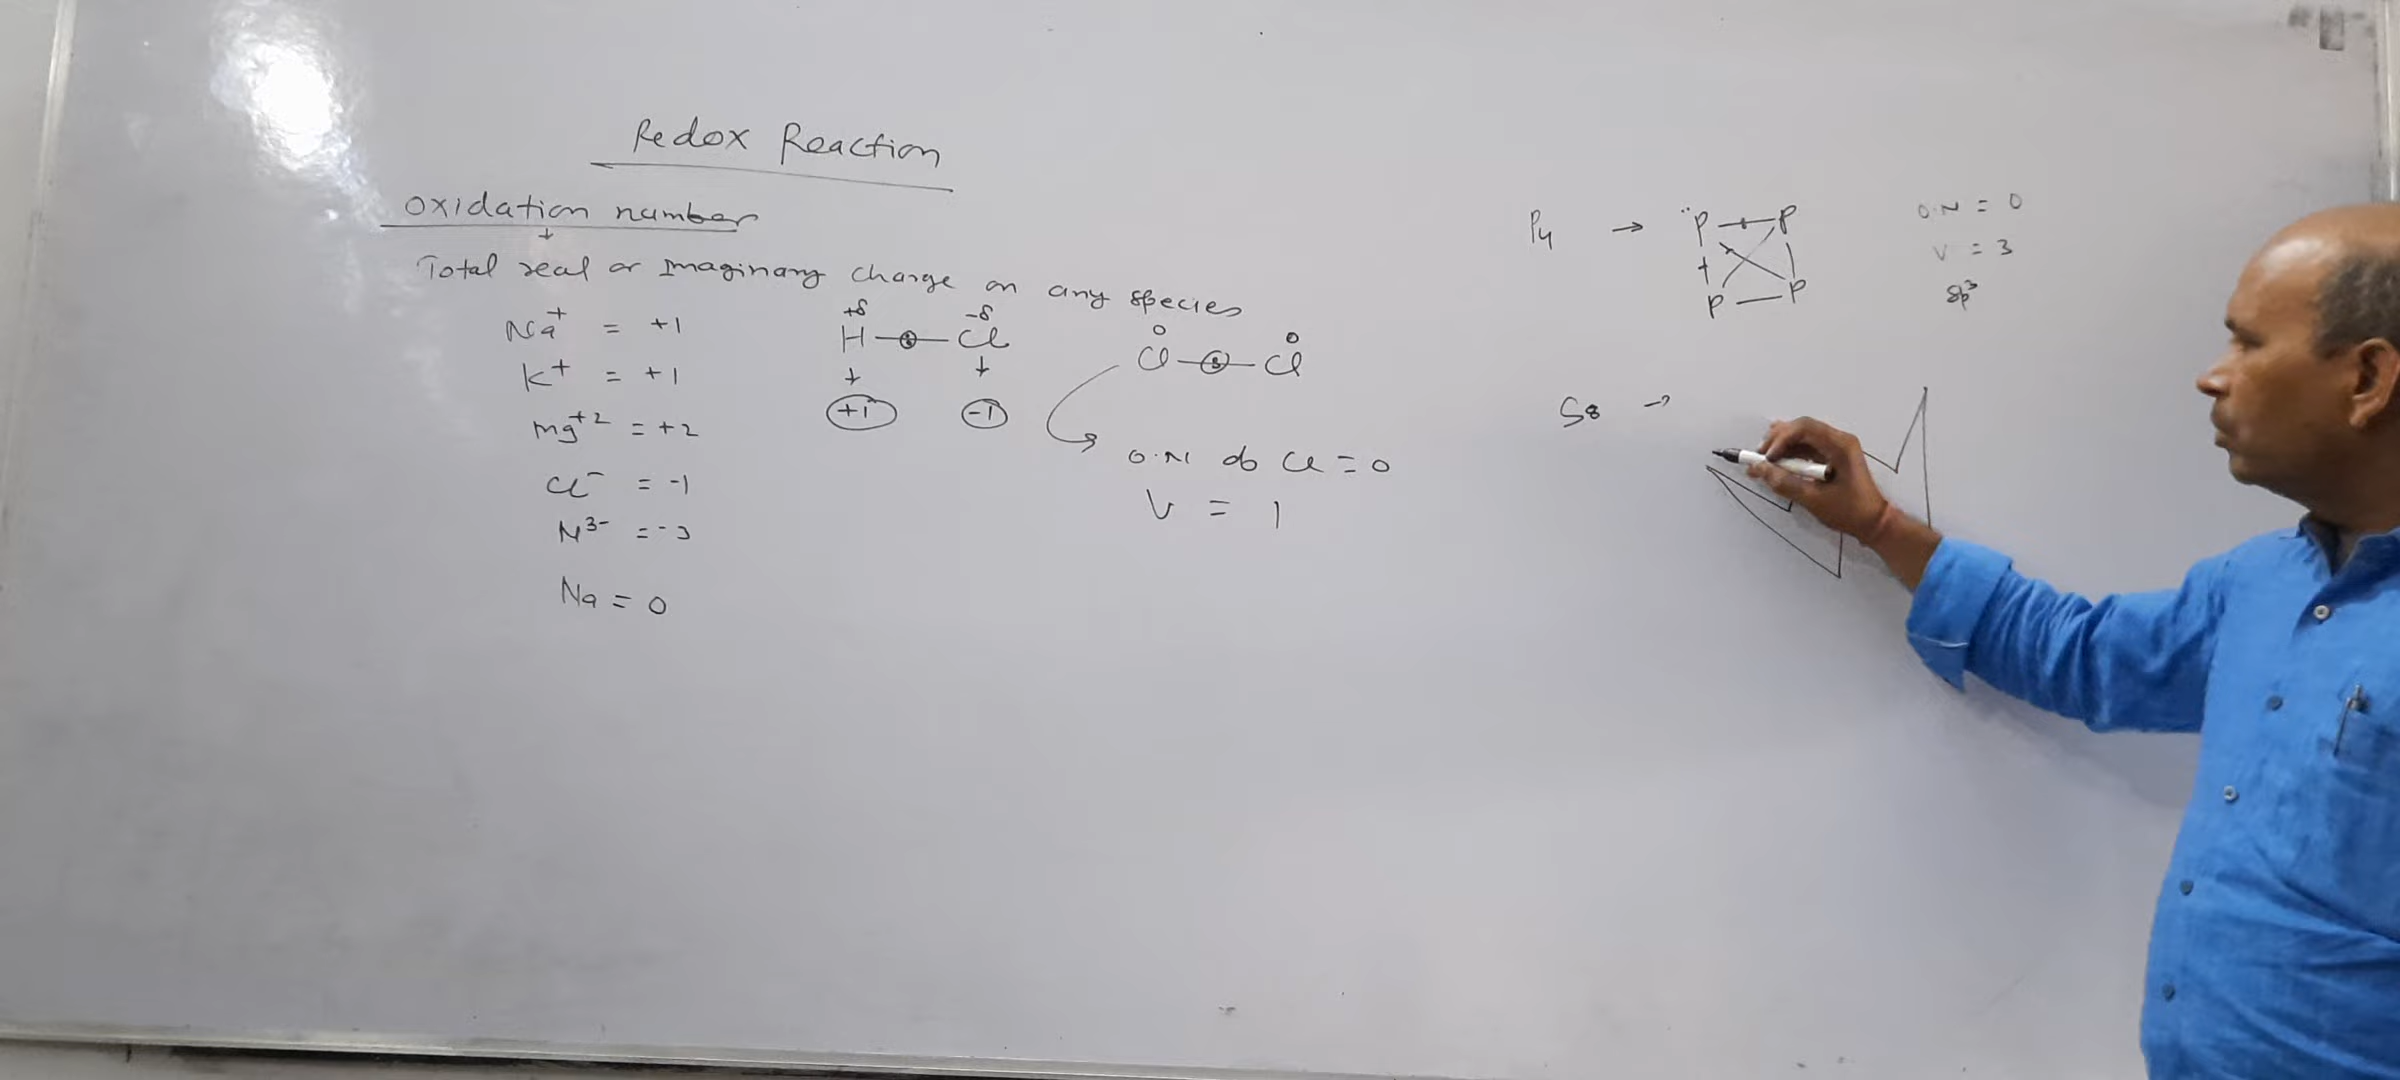 Redox Reaction
Oxidation number
Total real or Imaginary charge on any species
Na+ = +1
K+ = +1
mg+2 = +2
Cl- = -1
N3- = -3
Na = 0
+δ -δ
H — Cl
+1 -1
0 0
Cl — Cl
O.N of Cl = 0
V = 1
P4 → P — P
P — P
O.N = 0
V = 3
sp3
S8 →